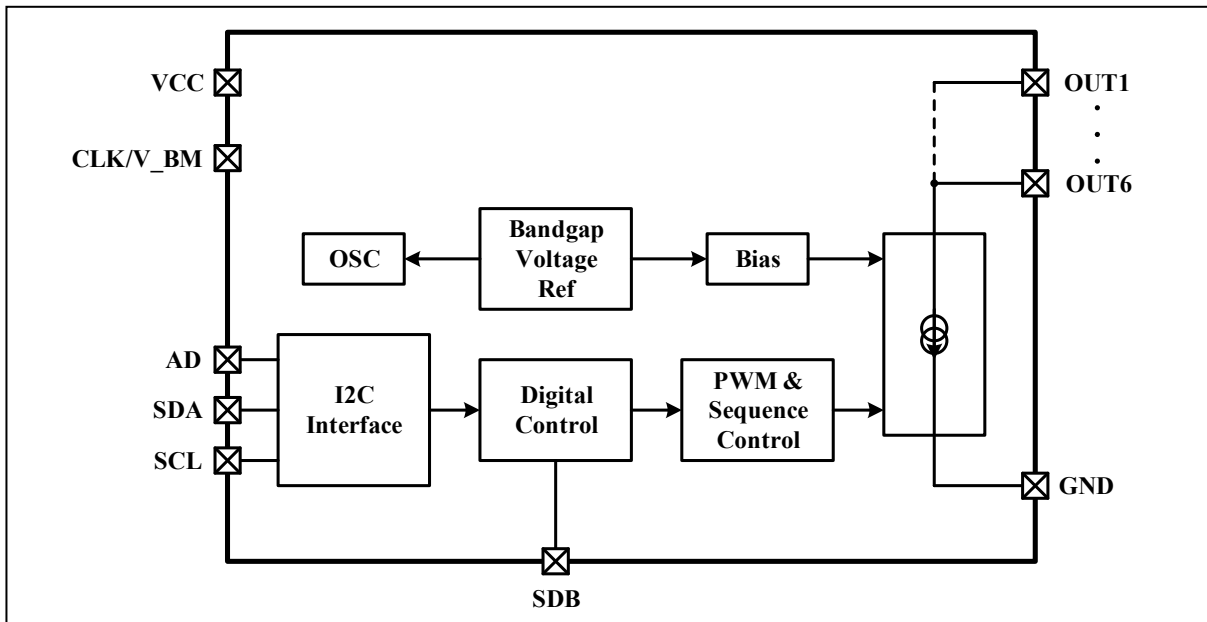 VCC
OUT1
CLK/V_BM
OUT6
Bandgap
Voltage
Ref
OSC
Bias
AD
SDA
SCL
I2C
Interface
Digital
Control
PWM &
Sequence
Control
GND
SDB